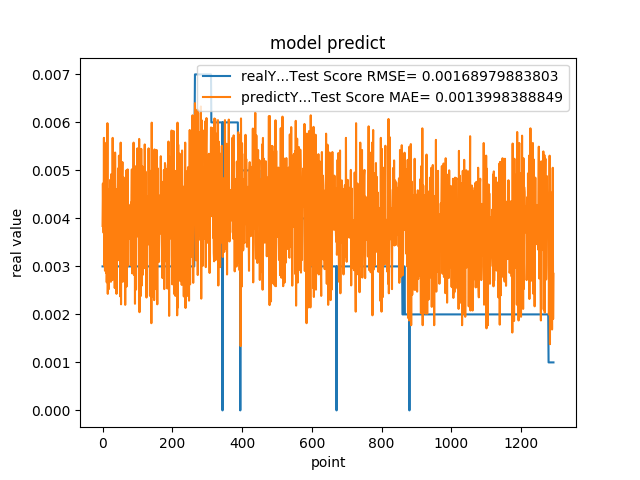 model predict
realY...Test Score RMSE= 0.00168979883803
predictY...Test Score MAE= 0.0013998388849
real value
0.007
0.006
0.005
0.004
0.003
0.002
0.001
0.000
0 200 400 600 800 1000 1200
point